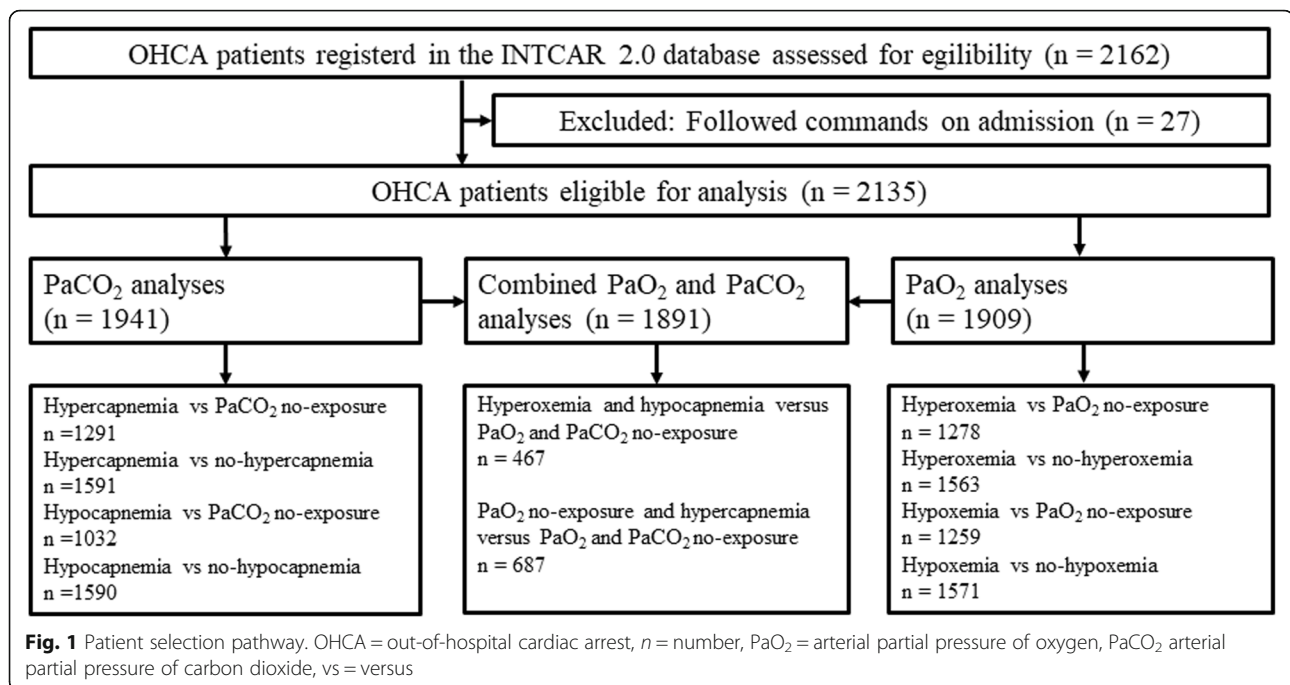 OHCA patients registerd in the INTCAR 2.0 database assessed for egilibility (n = 2162)
Excluded: Followed commands on admission (n = 27)
OHCA patients eligible for analysis (n = 2135)
PaCO₂ analyses
(n = 1941)
Combined PaO₂ and PaCO₂
analyses (n = 1891)
PaO₂ analyses
(n = 1909)
Hypercapnemia vs PaCO₂ no-exposure
n =1291
Hypercapnemia vs no-hypercapnemia
n =1591
Hypocapnemia vs PaCO₂ no-exposure
n =1032
Hypocapnemia vs no-hypocapnemia
n =1590
Hyperoxemia and hypocapnemia versus
PaO₂ and PaCO₂ no-exposure
n = 467
PaO₂ no-exposure and hypercapnemia
versus PaO₂ and PaCO₂ no-exposure
n = 687
Hyperoxemia vs PaO₂ no-exposure
n = 1278
Hyperoxemia vs no-hyperoxemia
n = 1563
Hypoxemia vs PaO₂ no-exposure
n = 1259
Hypoxemia vs no-hypoxemia
n = 1571
Fig. 1 Patient selection pathway. OHCA = out-of-hospital cardiac arrest, n = number, PaO₂ = arterial partial pressure of oxygen, PaCO₂ arterial
partial pressure of carbon dioxide, vs = versus